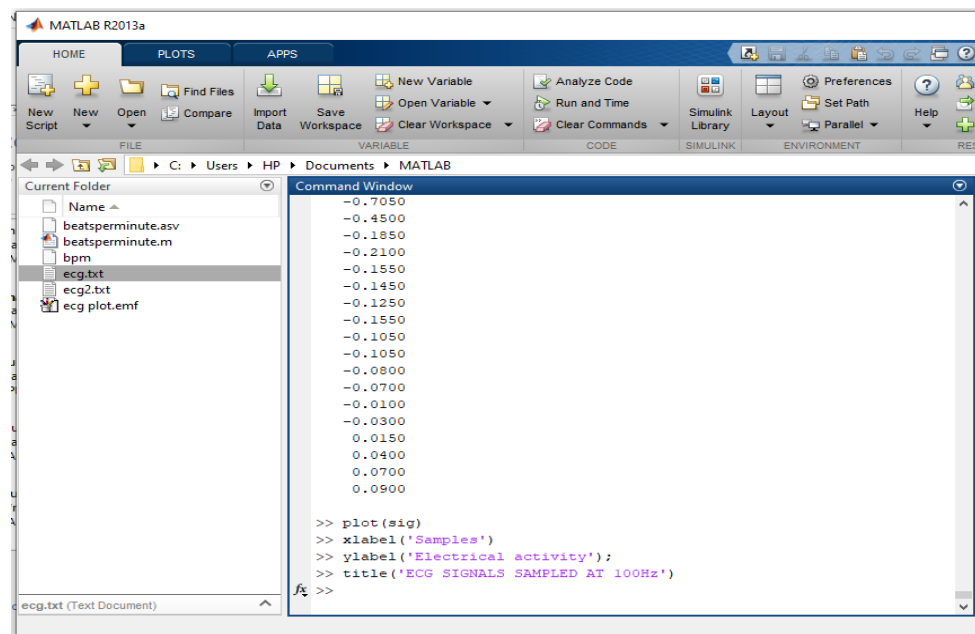 MATLAB R2013a
HOME PLOTS APPS
New Script New Open Find Files Compare Import Data Save Workspace New Variable Open Variable Clear Workspace Analyze Code Run and Time Clear Commands Simulink Library Layout Preferences Set Path Parallel Help
FILE VARIABLE CODE SIMULINK ENVIRONMENT RES
C: Users HP Documents MATLAB
Current Folder
Name
beatsperminute.asv
beatsperminute.m
bpm
ecg.txt
ecg2.txt
ecg plot.emf
ecg.txt (Text Document)
Command Window
-0.7050
-0.4500
-0.1850
-0.2100
-0.1550
-0.1450
-0.1250
-0.1550
-0.1050
-0.1050
-0.0800
-0.0700
-0.0100
-0.0300
0.0150
0.0400
0.0700
0.0900
>> plot(sig)
>> xlabel('Samples')
>> ylabel('Electrical activity');
>> title('ECG SIGNALS SAMPLED AT 100Hz')
fx >>